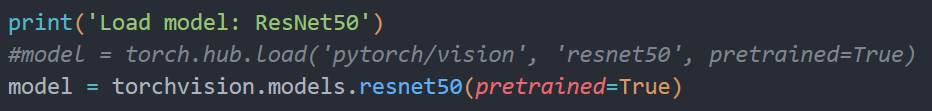 print('Load model: ResNet50')
#model = torch.hub.load('pytorch/vision', 'resnet50', pretrained=True)
model = torchvision.models.resnet50(pretrained=True)